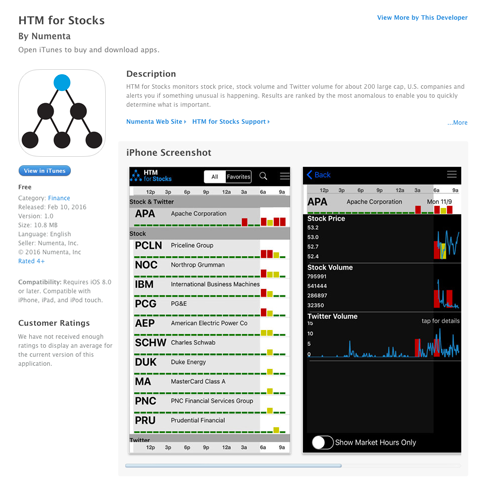 HTM for Stocks
View More by This Developer
By Numenta
Open iTunes to buy and download apps.
Description
HTM for Stocks monitors stock price, stock volume and Twitter volume for about 200 large cap, U.S. companies and
alerts you if something unusual is happening. Results are ranked by the most anomalous to enable you to quickly
determine what is important.
Numenta Web Site
HTM for Stocks Support
...More
View in iTunes
Free
Category: Finance
Released: Feb 10, 2016
Version: 1.0
Size: 10.8 MB
Language: English
Seller: Numenta, Inc.
© 2016 Numenta, Inc
Rated 4+
Compatibility: Requires iOS 8.0
or later. Compatible with
iPhone, iPad, and iPod touch.
Customer Ratings
We have not received enough
ratings to display an average for
the current version of this
application.
iPhone Screenshot
HTM
for Stocks
All
Favorites
12p 3p 6p 9p 12a 3a 6a 9a
Stock & Twitter
APA Apache Corporation
Stock
PCLN Priceline Group
NOC Northrop Grumman
IBM International Business Machines
PCG PG&E
AEP American Electric Power Co
SCHW Charles Schwab
DUK Duke Energy
MA MasterCard Class A
PNC PNC Financial Services Group
PRU Prudential Financial
Twitter
12p 3p 6p 9p 12a 3a 6a 9a
Back
12p 3p 6p 9p 12a 3a 6a 9a
APA Apache Corporation Mon 11/9
Stock Price
53.2
53.0
52.7
52.4
Stock Volume
795991
541444
286897
32350
Twitter Volume
tap for details
15
10
5
0
Show Market Hours Only
12p 3p 6p 9p 12a 3a 6a 9a